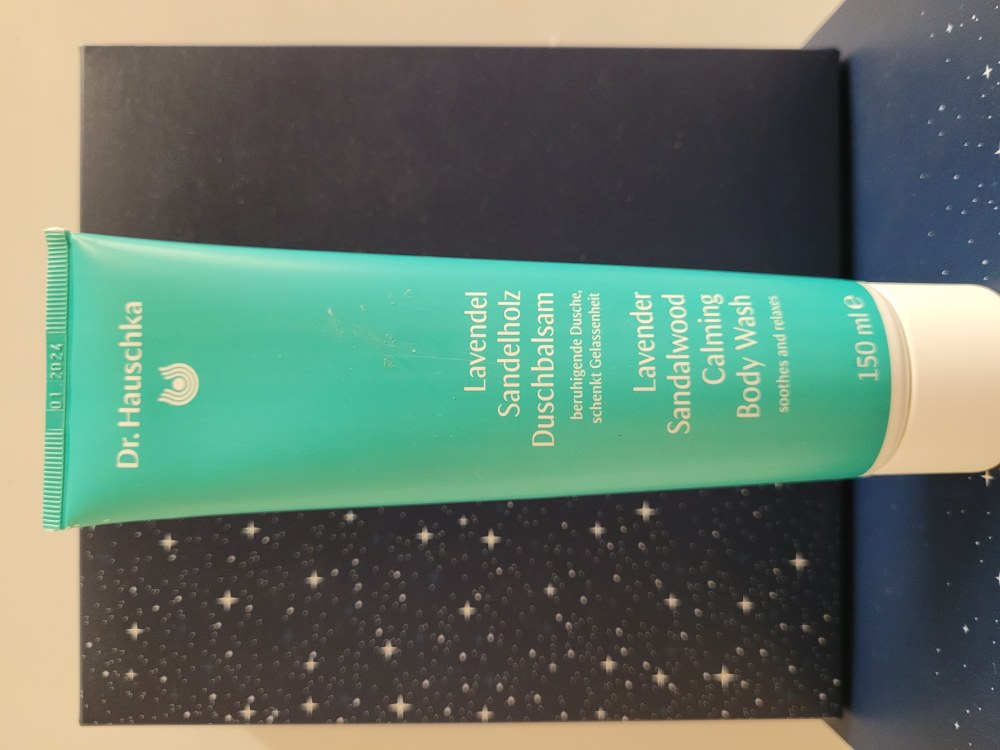 01 2024
Dr. Hauschka
Lavendel
Sandelholz
Duschbalsam
beruhigende Dusche,
schenkt Gelassenheit
Lavender
Sandalwood
Calming
Body Wash
soothes and relaxes
150 ml ℮